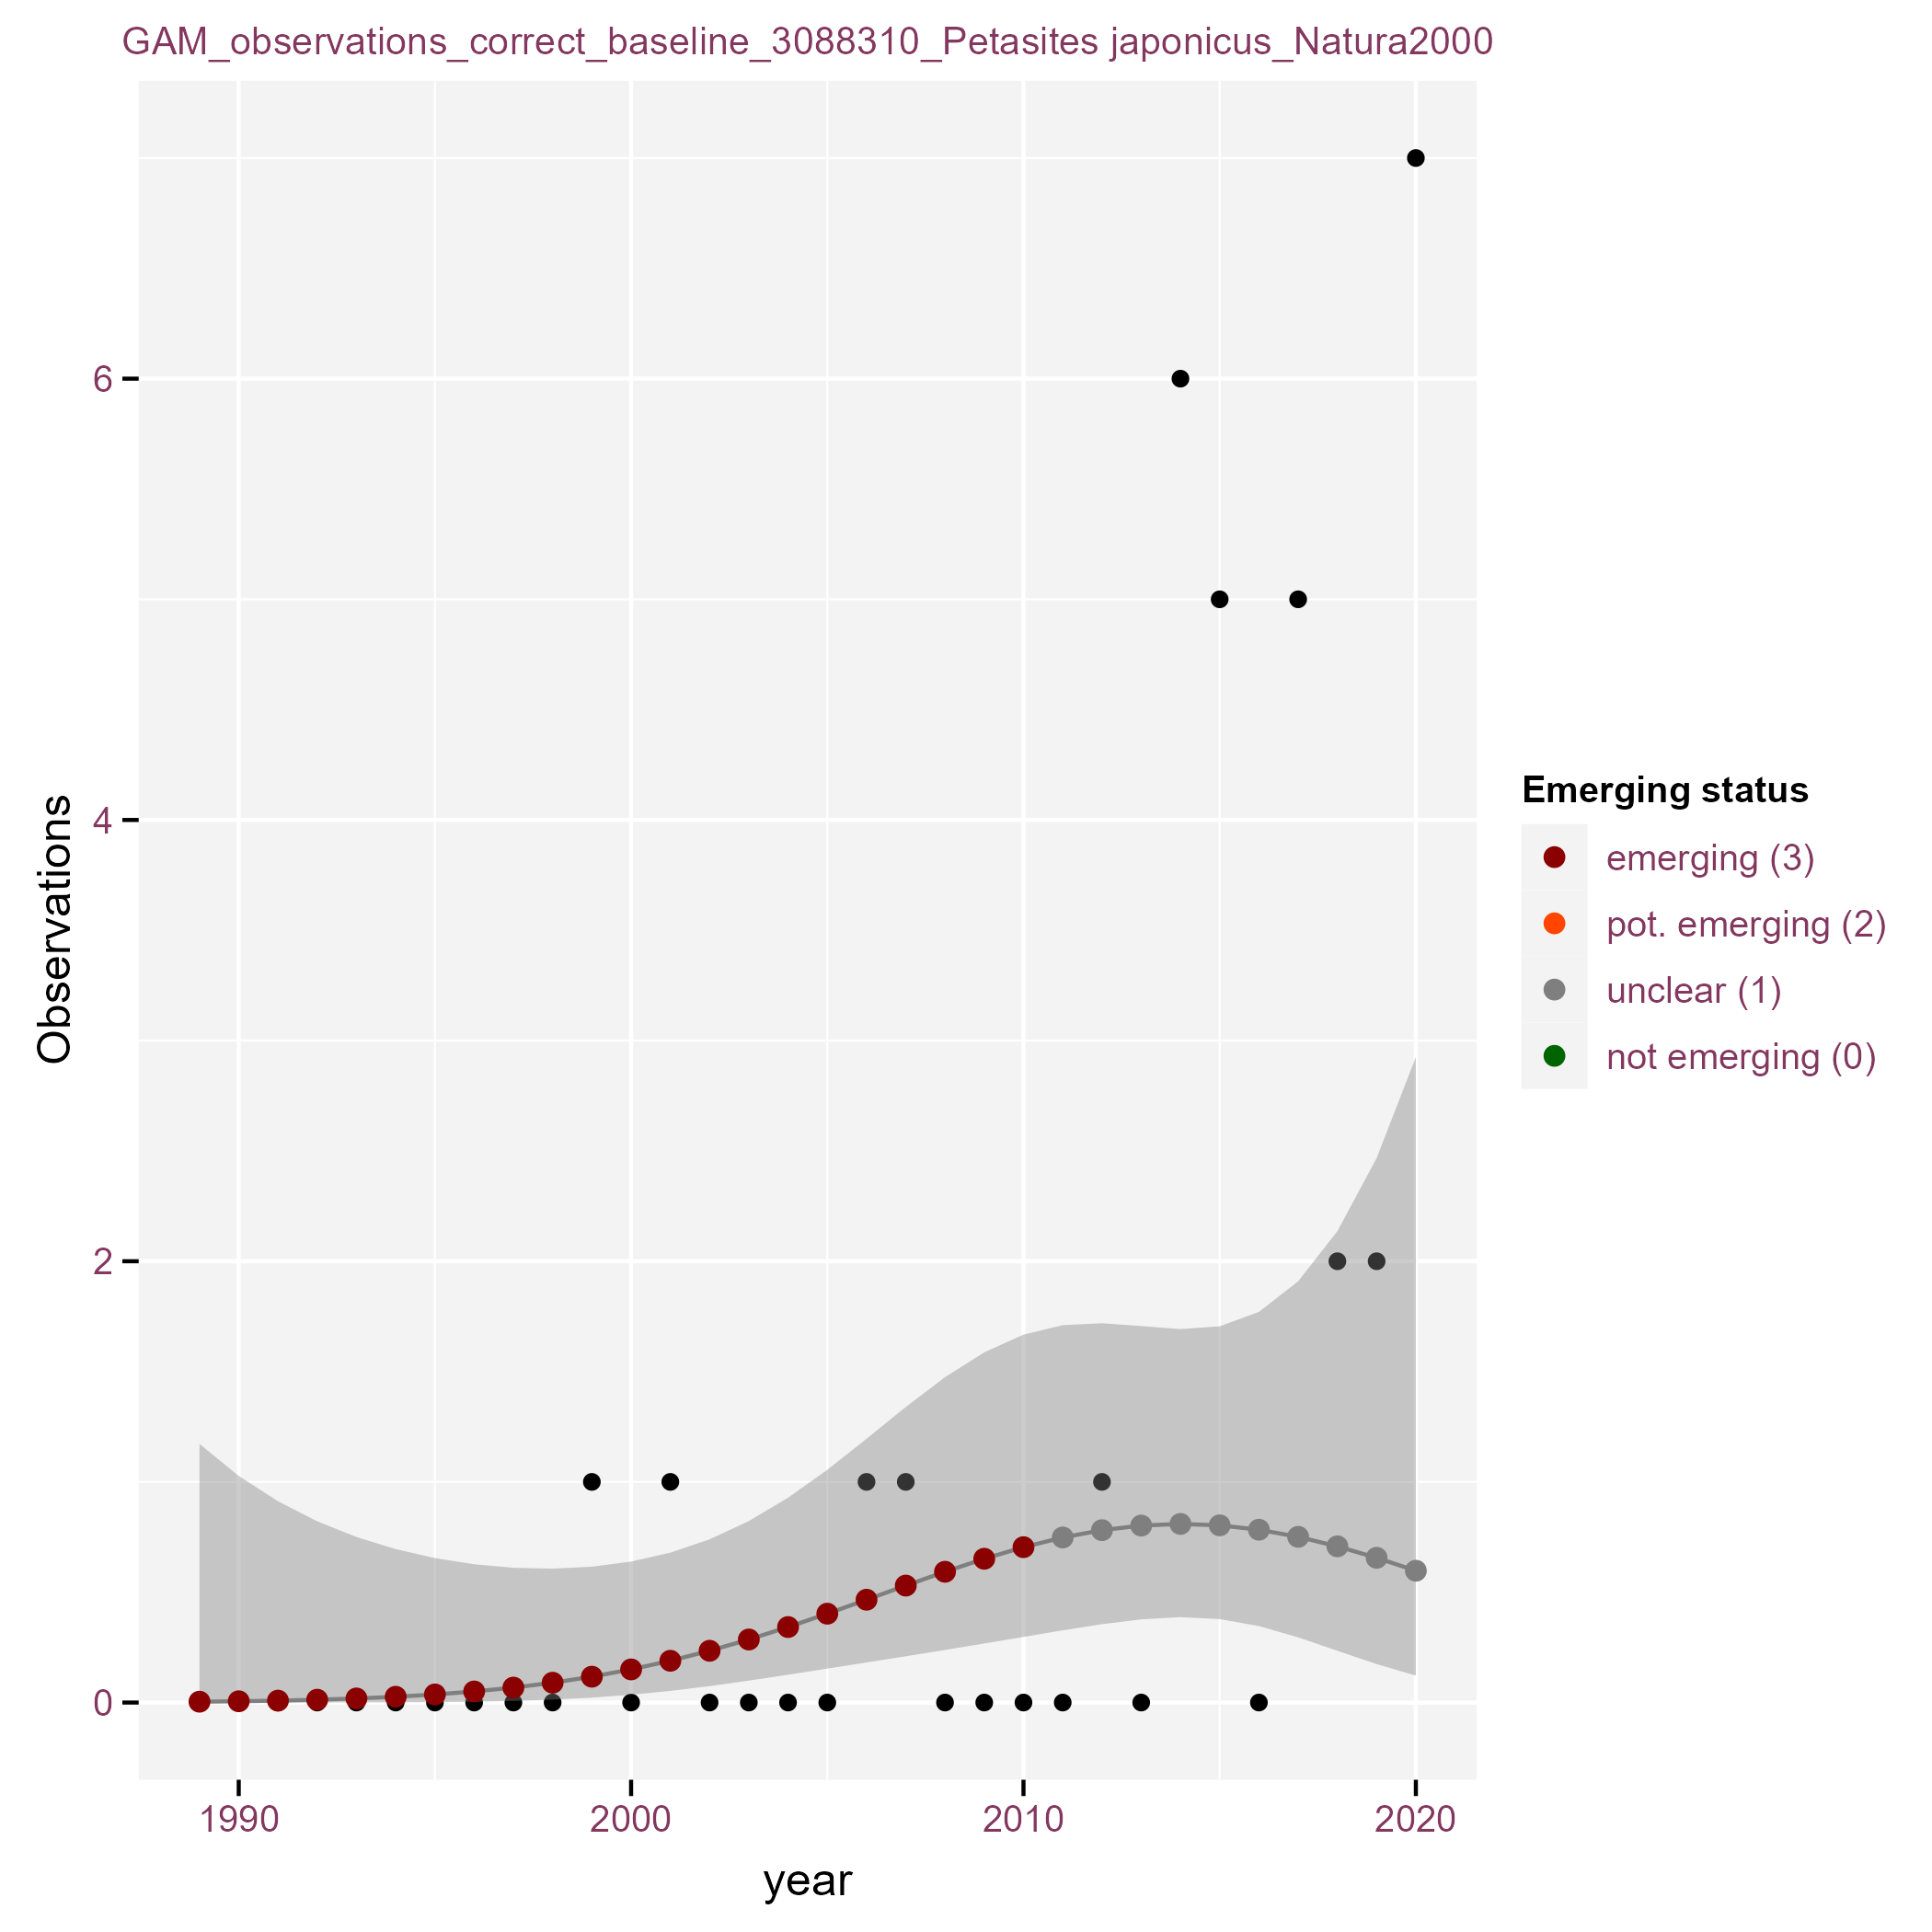 GAM_observations_correct_baseline_3088310_Petasites japonicus_Natura2000
6
4
2
0
Observations
1990
2000
2010
2020
year
Emerging status
emerging (3)
pot. emerging (2)
unclear (1)
not emerging (0)